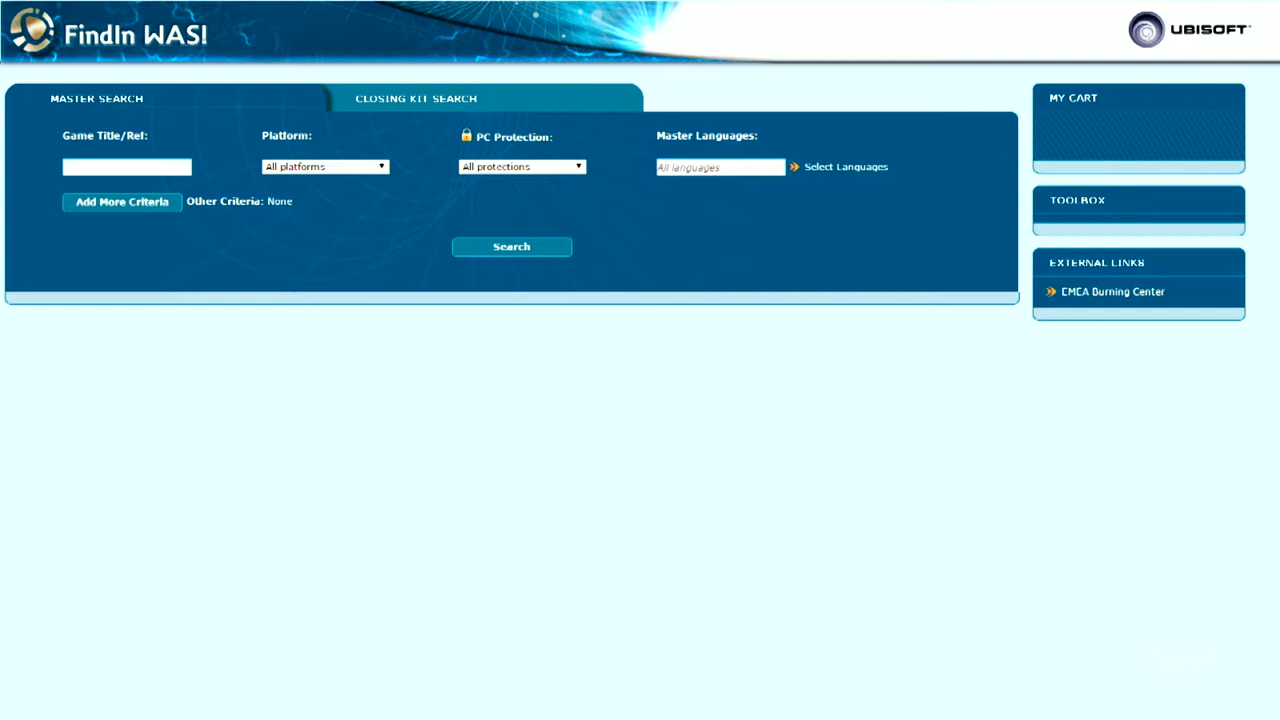 FindIn WAS!
UBISOFT™
MASTER SEARCH
CLOSING KIT SEARCH
Game Title/Ref:
Platform:
PC Protection:
Master Languages:
All platforms
All protections
All languages
Select Languages
Add More Criteria
Other Criteria: None
Search
MY CART
TOOLBOX
EXTERNAL LINKS
EMEA Burning Center